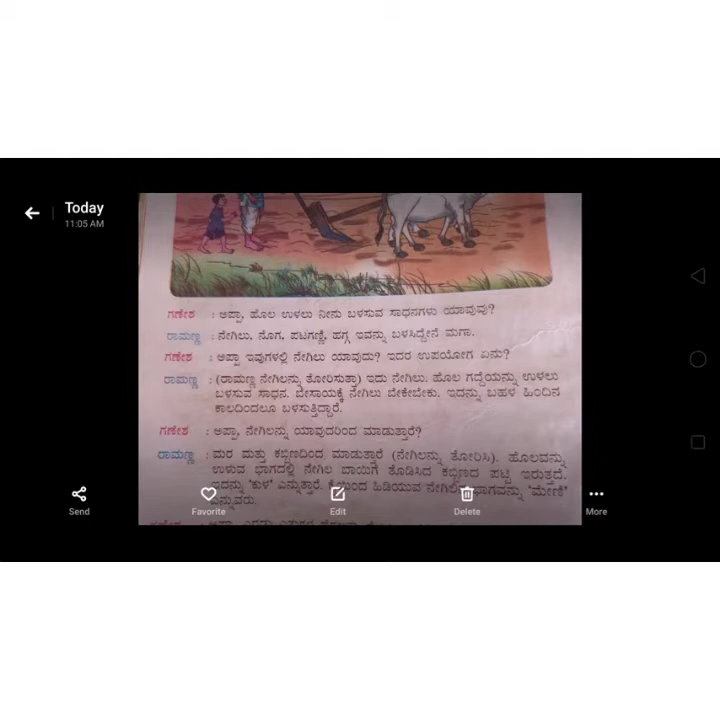 Today
11:05 AM
ಗಣೇಶ : ಅಪ್ಪಾ, ಹೊಲ ಉಳಲು ನೀನು ಬಳಸುವ ಸಾಧನಗಳು ಯಾವುವು?
ರಾಮಣ್ಣ : ನೇಗಿಲು, ನೊಗ, ಪಟಗಣ್ಣಿ, ಹಗ್ಗ ಇವನ್ನು ಬಳಸಿದ್ದೇನೆ ಮಗಾ.
ಗಣೇಶ : ಅಪ್ಪಾ ಇವುಗಳಲ್ಲಿ ನೇಗಿಲು ಯಾವುದು? ಇದರ ಉಪಯೋಗ ಏನು?
ರಾಮಣ್ಣ : (ರಾಮಣ್ಣ ನೇಗಿಲನ್ನು ತೋರಿಸುತ್ತಾ) ಇದು ನೇಗಿಲು. ಹೊಲ ಗದ್ದೆಯನ್ನು ಉಳಲು
ಬಳಸುವ ಸಾಧನ. ಬೇಸಾಯಕ್ಕೆ ನೇಗಿಲು ಬೇಕೇಬೇಕು. ಇದನ್ನು ಬಹಳ ಹಿಂದಿನ
ಕಾಲದಿಂದಲೂ ಬಳಸುತ್ತಿದ್ದಾರೆ.
ಗಣೇಶ : ಅಪ್ಪಾ, ನೇಗಿಲನ್ನು ಯಾವುದರಿಂದ ಮಾಡುತ್ತಾರೆ?
ರಾಮಣ್ಣ : ಮರ ಮತ್ತು ಕಬ್ಬಿಣದಿಂದ ಮಾಡುತ್ತಾರೆ (ನೇಗಿಲನ್ನು ತೋರಿಸಿ). ಹೊಲವನ್ನು
ಉಳುವ ಭಾಗದಲ್ಲಿ ನೇಗಿಲ ಬಾಯಿಗೆ ತೊಡಿಸಿದ ಕಬ್ಬಿಣದ ಪಟ್ಟಿ ಇರುತ್ತದೆ.
ಇದನ್ನು 'ಕುಳ' ಎನ್ನುತ್ತಾರೆ. ಕೈಯಿಂದ ಹಿಡಿಯುವ ನೇಗಿಲಿನ ಭಾಗವನ್ನು 'ಮೇಣಿ'
ಎನ್ನುವರು.
Send Favorite Edit Delete More